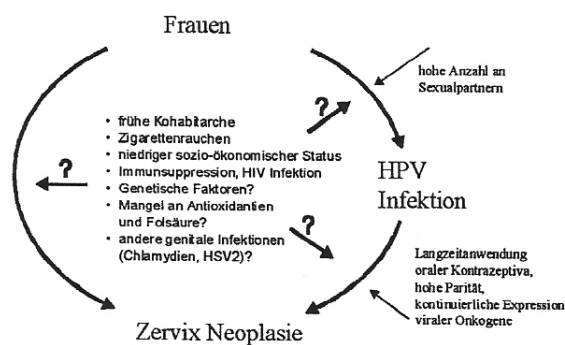 Frauen
hohe Anzahl an
Sexualpartnern
?
• frühe Kohabitarche
• Zigarettenrauchen
• niedriger sozio-ökonomischer Status
• Immunsuppression, HIV Infektion
• Genetische Faktoren?
• Mangel an Antioxidantien
und Folsäure?
• andere genitale Infektionen
(Chlamydien, HSV2)?
?
?
HPV
Infektion
Langzeitanwendung
oraler Kontrazeptiva,
hohe Parität,
kontinuierliche Expression
viraler Onkogene
Zervix Neoplasie